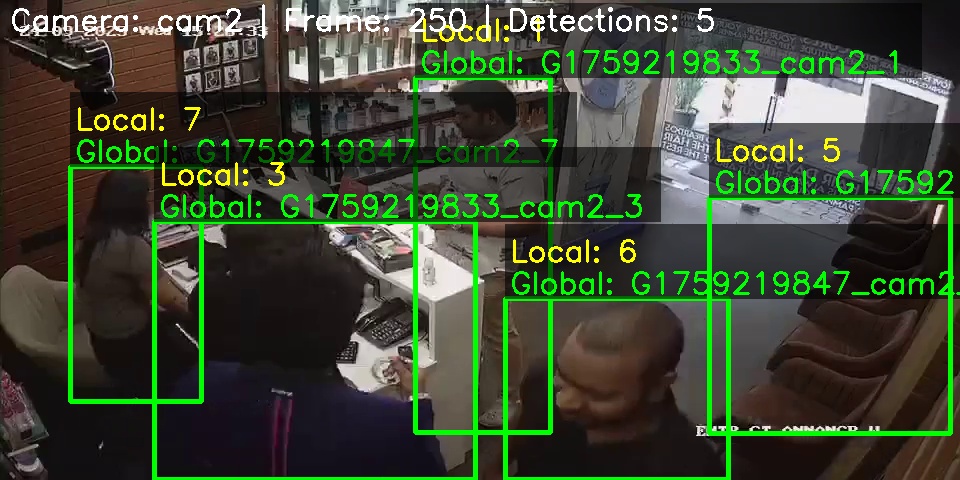 Camera: cam2 | Frame: 250 | Detections: 5
Local: 1
Global: G1759219833_cam2_1
Local: 7
Global: G1759219847_cam2_7
Local: 5
Global: G17592
Local: 3
Global: G1759219833_cam2_3
Local: 6
Global: G1759219847_cam2